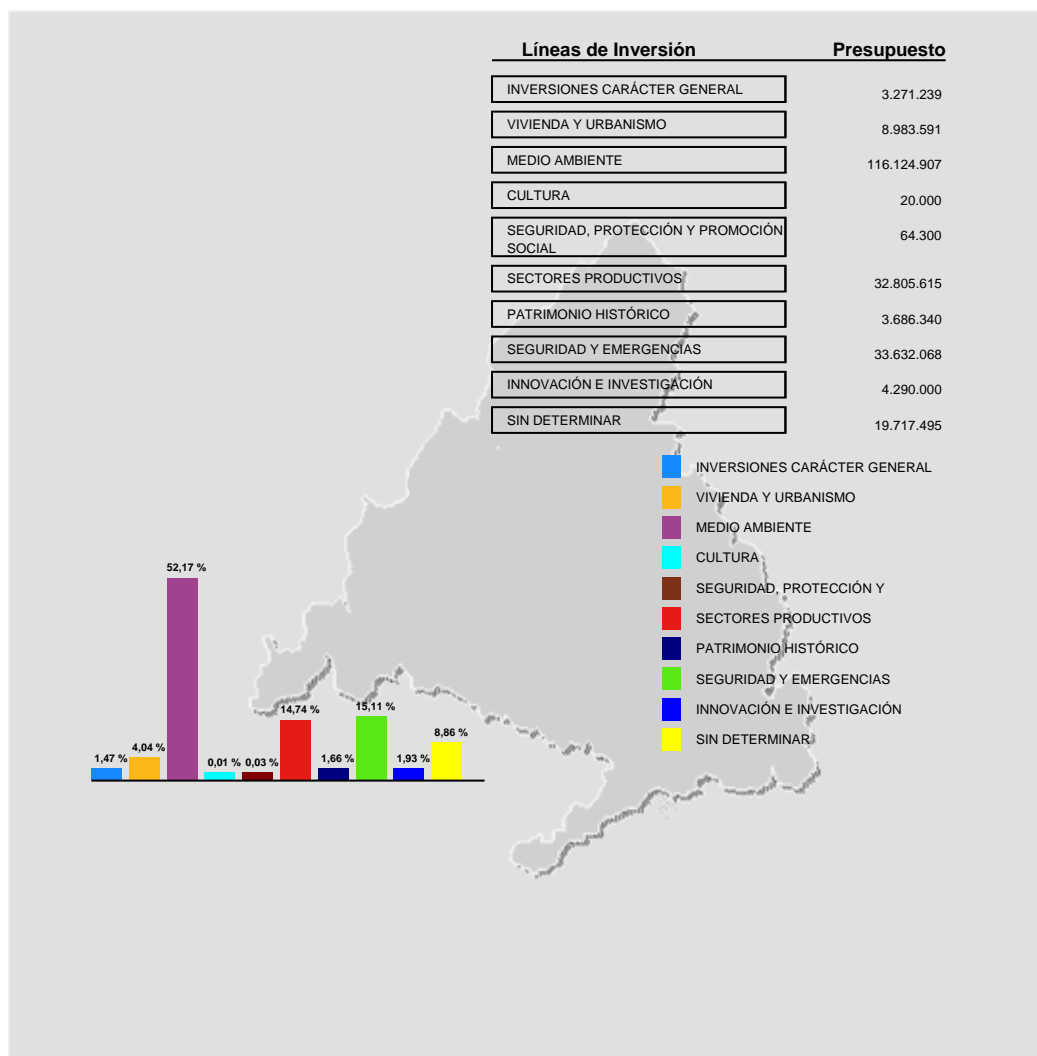 Líneas de Inversión Presupuesto
INVERSIONES CARÁCTER GENERAL 3.271.239
VIVIENDA Y URBANISMO 8.983.591
MEDIO AMBIENTE 116.124.907
CULTURA 20.000
SEGURIDAD, PROTECCIÓN Y PROMOCIÓN 64.300
SOCIAL
SECTORES PRODUCTIVOS 32.805.615
PATRIMONIO HISTÓRICO 3.686.340
SEGURIDAD Y EMERGENCIAS 33.632.068
INNOVACIÓN E INVESTIGACIÓN 4.290.000
SIN DETERMINAR 19.717.495
INVERSIONES CARÁCTER GENERAL
VIVIENDA Y URBANISMO
MEDIO AMBIENTE
CULTURA
SEGURIDAD, PROTECCIÓN Y
SECTORES PRODUCTIVOS
PATRIMONIO HISTÓRICO
SEGURIDAD Y EMERGENCIAS
INNOVACIÓN E INVESTIGACIÓN
SIN DETERMINAR
1,47 %
4,04 %
52,17 %
0,01 %
0,03 %
14,74 %
1,66 %
15,11 %
1,93 %
8,86 %